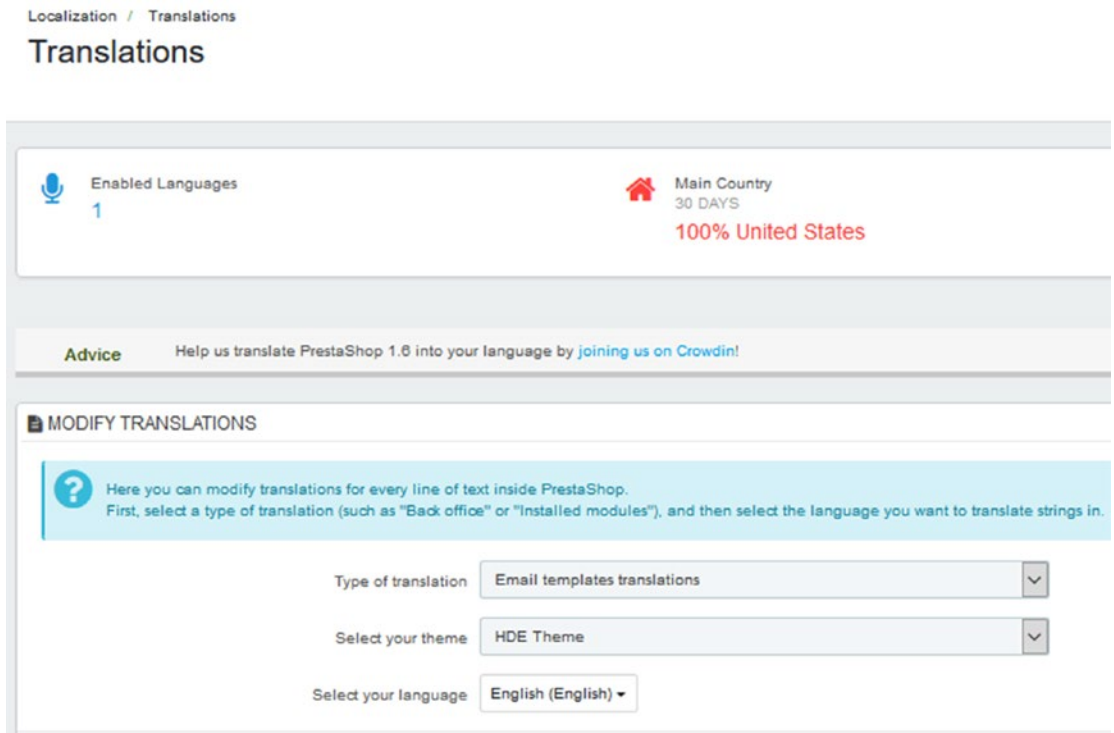 Localization / Translations
Translations
Enabled Languages
1
Main Country
30 DAYS
100% United States
Advice Help us translate PrestaShop 1.6 into your language by joining us on Crowdin!
MODIFY TRANSLATIONS
Here you can modify translations for every line of text inside PrestaShop.
First, select a type of translation (such as "Back office" or "Installed modules"), and then select the language you want to translate strings in.
Type of translation Email templates translations
Select your theme HDE Theme
Select your language English (English)